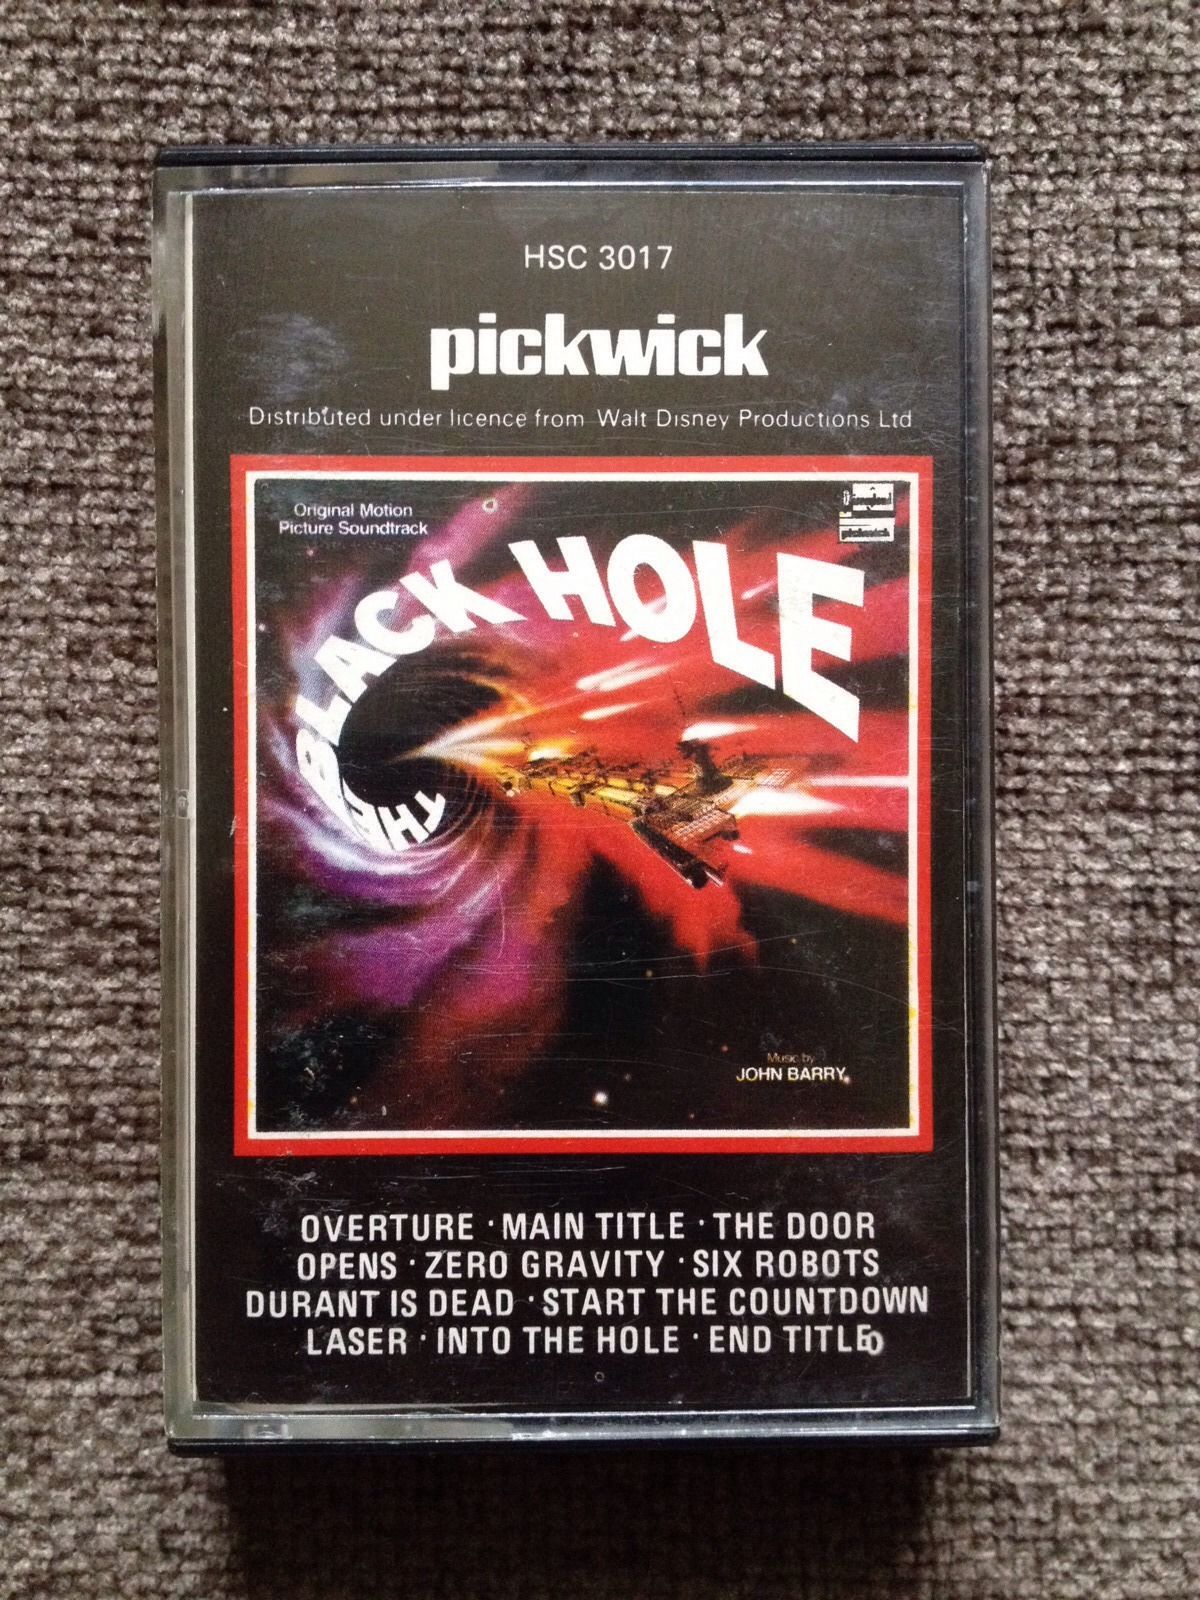 HSC 3017
pickwick
Distributed under licence from Walt Disney Productions Ltd
Original Motion
Picture Soundtrack
THE BLACK HOLE
Music by
JOHN BARRY
OVERTURE · MAIN TITLE · THE DOOR
OPENS · ZERO GRAVITY · SIX ROBOTS
DURANT IS DEAD · START THE COUNTDOWN
LASER · INTO THE HOLE · END TITLE